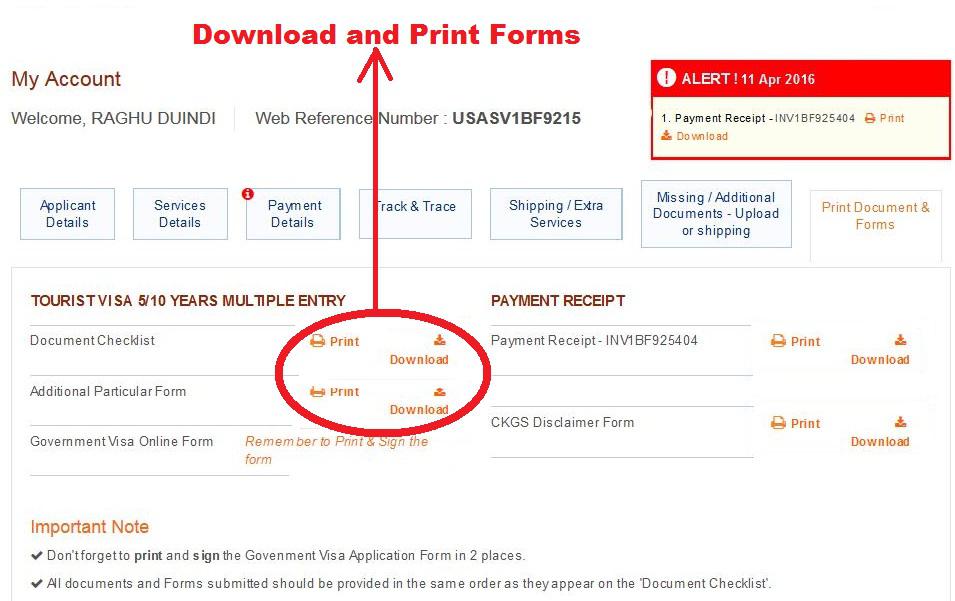 Download and Print Forms
My Account
ALERT ! 11 Apr 2016
Welcome, RAGHU DUINDI
Web Reference Number : USASV1BF9215
1. Payment Receipt - INV1BF925404 Print
Download
Applicant
Details
Services
Details
Payment
Details
Track & Trace
Shipping / Extra
Services
Missing / Additional
Documents - Upload
or shipping
Print Document &
Forms
TOURIST VISA 5/10 YEARS MULTIPLE ENTRY
Document Checklist Print
Download
Additional Particular Form Print
Download
Government Visa Online Form Remember to Print & Sign the
form
PAYMENT RECEIPT
Payment Receipt - INV1BF925404 Print
Download
CKGS Disclaimer Form Print
Download
Important Note
Don't forget to print and sign the Govenment Visa Application Form in 2 places.
All documents and Forms submitted should be provided in the same order as they appear on the 'Document Checklist'.